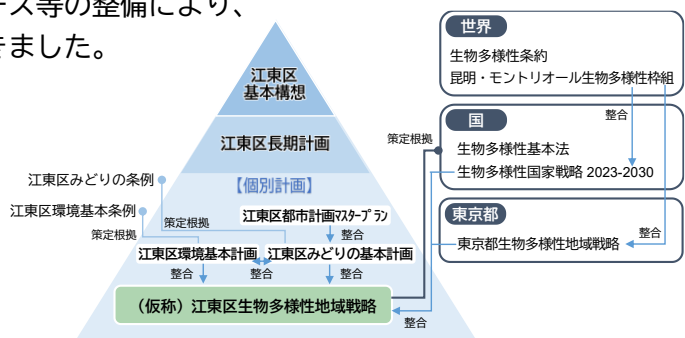 ース等の整備により、
きました。
江東区
基本構想
江東区長期計画
【個別計画】
江東区みどりの条例
江東区環境基本条例
策定根拠
策定根拠
江東区都市計画マスタープラン
整合
江東区環境基本計画
江東区みどりの基本計画
整合
整合
整合
（仮称）江東区生物多様性地域戦略
策定根拠
整合
世界
生物多様性条約
昆明・モントリオール生物多様性枠組
整合
国
生物多様性基本法
生物多様性国家戦略 2023-2030
東京都
整合
東京都生物多様性地域戦略